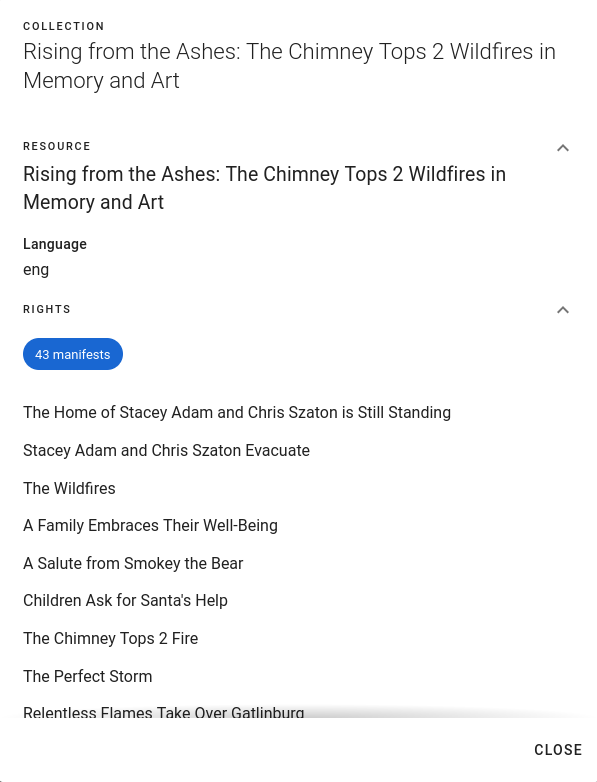 COLLECTION
Rising from the Ashes: The Chimney Tops 2 Wildfires in
Memory and Art
RESOURCE
Rising from the Ashes: The Chimney Tops 2 Wildfires in
Memory and Art
Language
eng
RIGHTS
43 manifests
The Home of Stacey Adam and Chris Szaton is Still Standing
Stacey Adam and Chris Szaton Evacuate
The Wildfires
A Family Embraces Their Well-Being
A Salute from Smokey the Bear
Children Ask for Santa's Help
The Chimney Tops 2 Fire
The Perfect Storm
Relentless Flames Take Over Gatlinburg
CLOSE